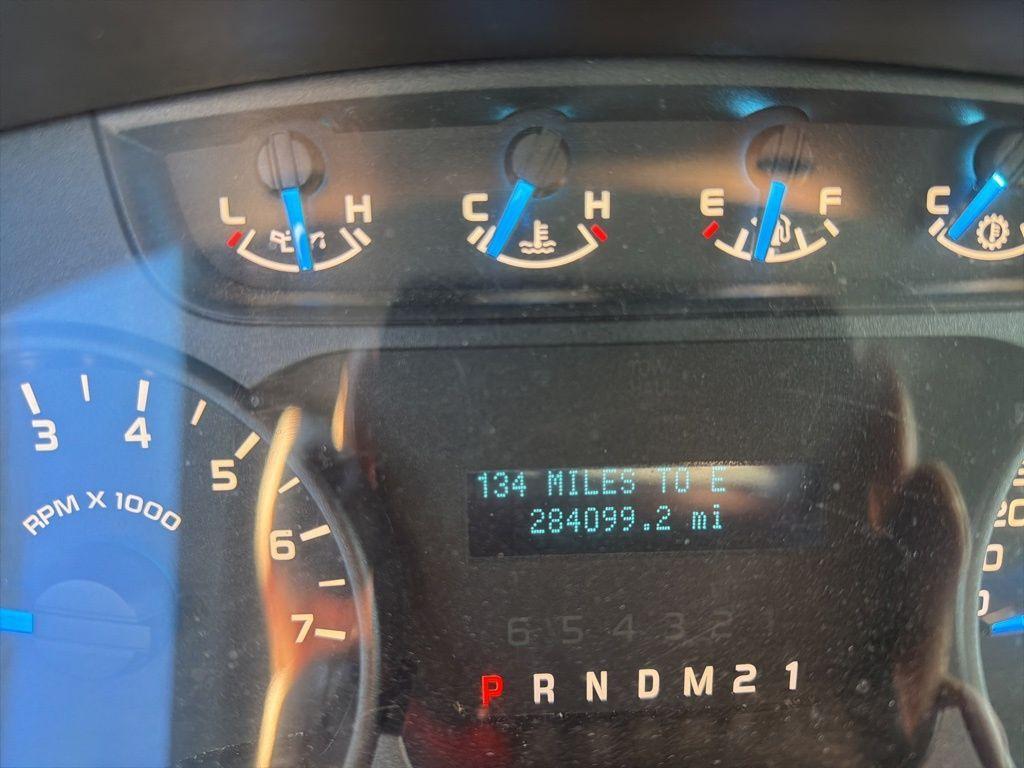 L H C H E F C
3 4 5 6 7
RPM X 1000
134 MILES TO E
284099.2 mi
6 5 4 3 2 1
P R N D M 2 1